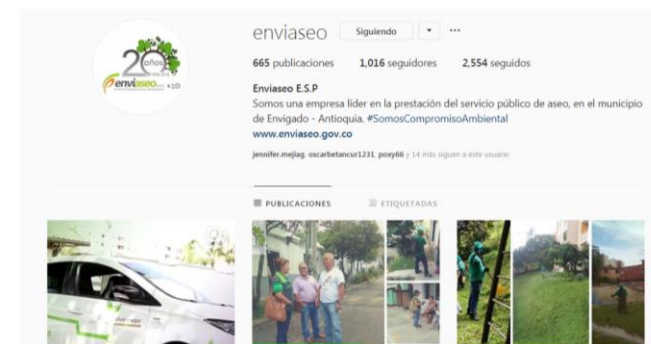 enviaseo Siguiendo
665 publicaciones 1,016 seguidores 2,554 seguidos
Enviaseo E.S.P
Somos una empresa líder en la prestación del servicio público de aseo, en el municipio
de Envigado - Antioquia. #SomosCompromisoAmbiental
www.enviaseo.gov.co
jennifer.mejiag, oscarbetancur1231, poxy66 y 14 más siguen a este usuario
20 años
enviaseo
+10
PUBLICACIONES ETIQUETADAS